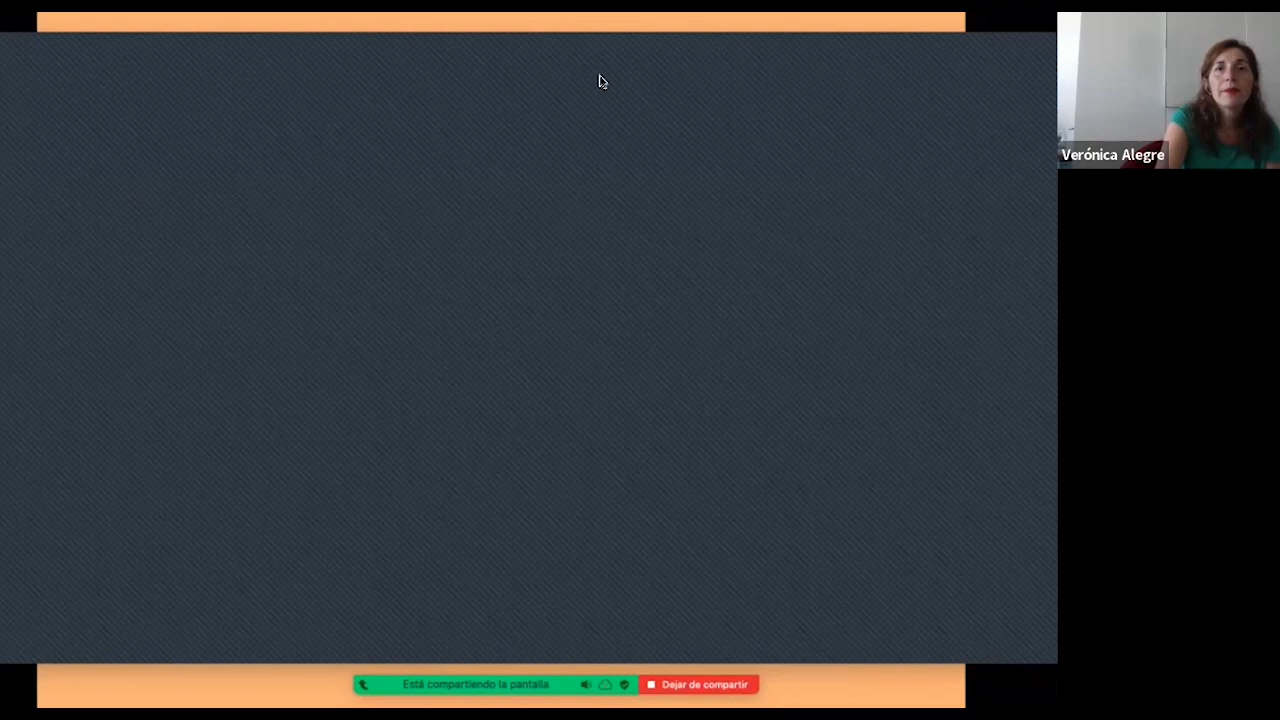 Verónica Alegre
Está compartiendo la pantalla
Dejar de compartir